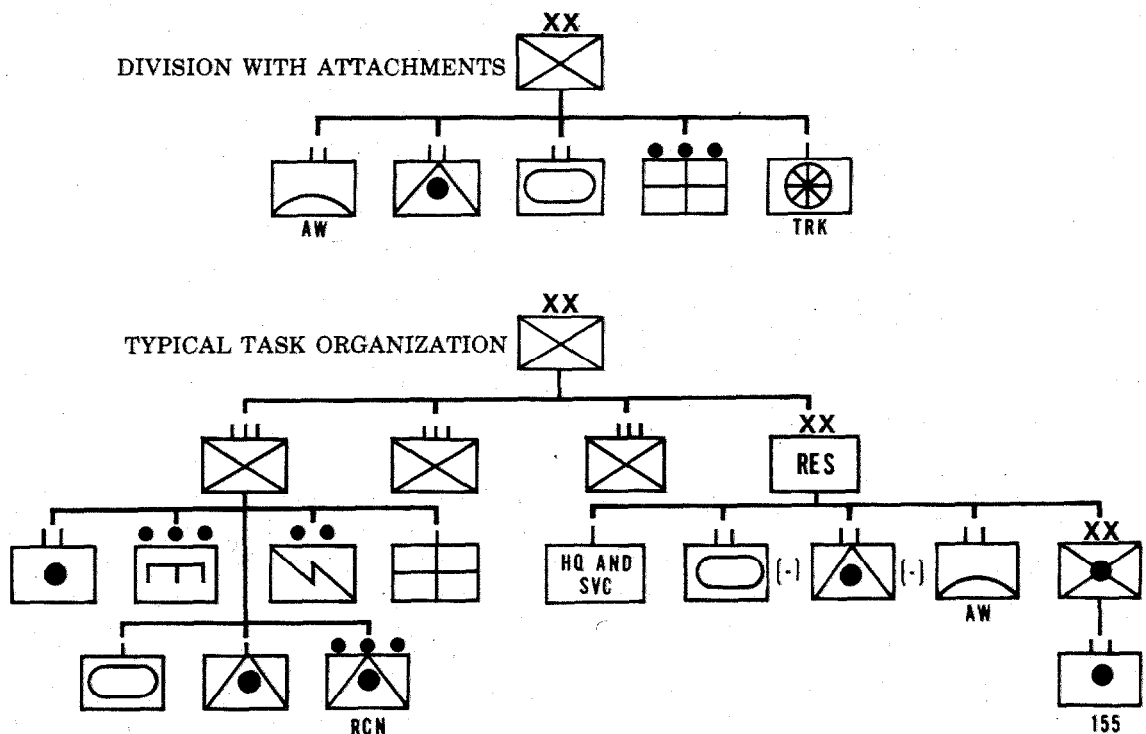 XX
DIVISION WITH ATTACHMENTS
AW
TRK
XX
TYPICAL TASK ORGANIZATION
XX
RES
HQ AND
SVC
(-)
(-)
XX
AW
RCN
155